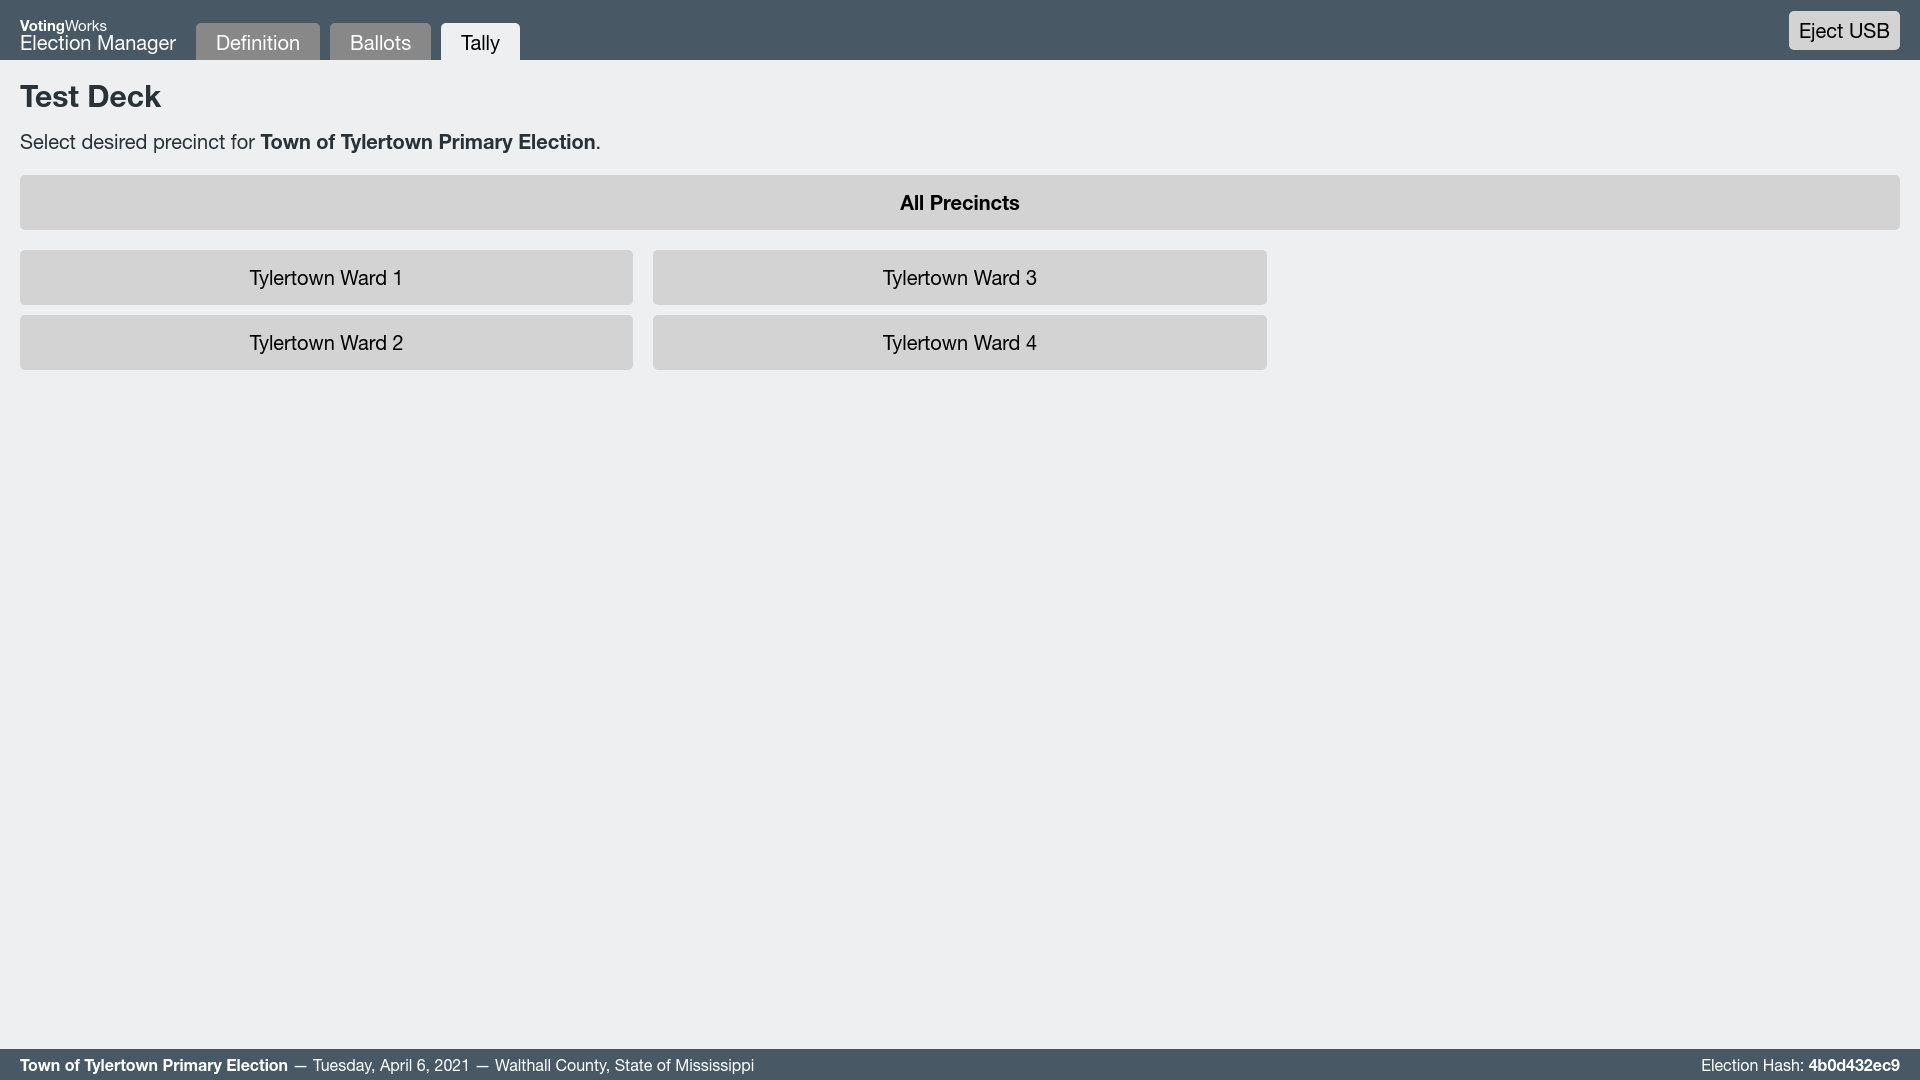 VotingWorks
Election Manager
Definition
Ballots
Tally
Eject USB
Test Deck
Select desired precinct for Town of Tylertown Primary Election.
All Precincts
Tylertown Ward 1
Tylertown Ward 3
Tylertown Ward 2
Tylertown Ward 4
Town of Tylertown Primary Election — Tuesday, April 6, 2021 — Walthall County, State of Mississippi
Election Hash: 4b0d432ec9